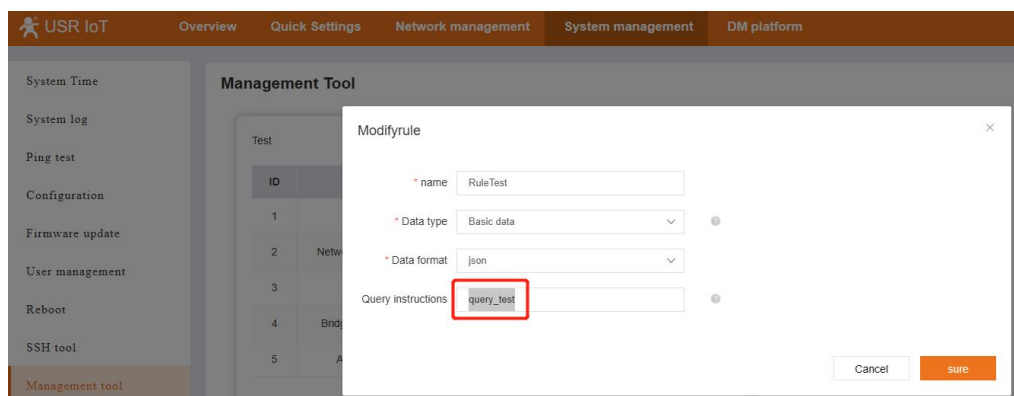 USR IoT Overview Quick Settings Network management System management DM platform
System Time
System log
Ping test
Configuration
Firmware update
User management
Reboot
SSH tool
Management tool
Management Tool
Test
ID
1
2
3
4
5
Modifyrule
* name RuleTest
* Data type Basic data
* Data format json
Query instructions query_test
Cancel sure